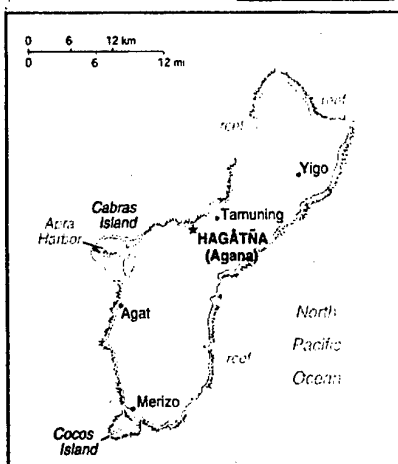 0 6 12 km
0 6 12 mi
reef
reef
Yigo
Cabras
Island
Tamuning
Apra
Harbor
HAGÅTÑA
(Agana)
Agat
North
Pacific
Ocean
reef
Merizo
Cocos
Island